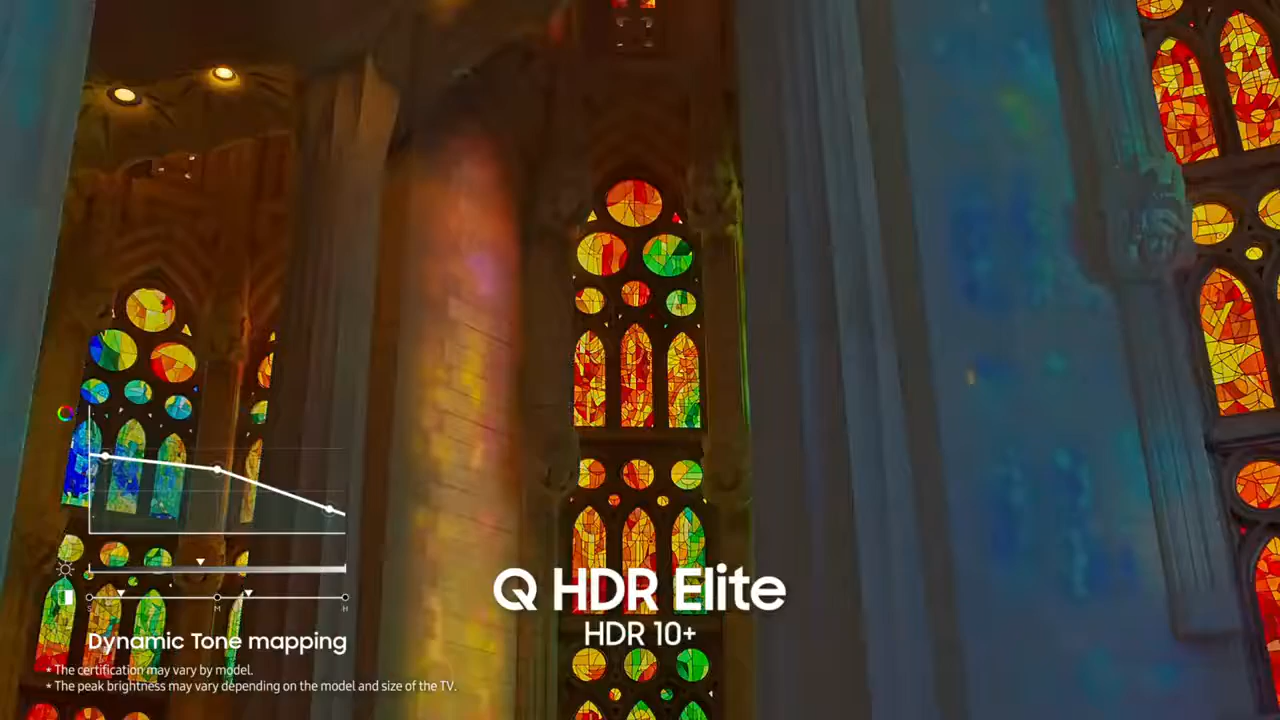 S M H
Q HDR Elite
HDR 10+
Dynamic Tone mapping
* The certification may vary by model.
* The peak brightness may vary depending on the model and size of the TV.